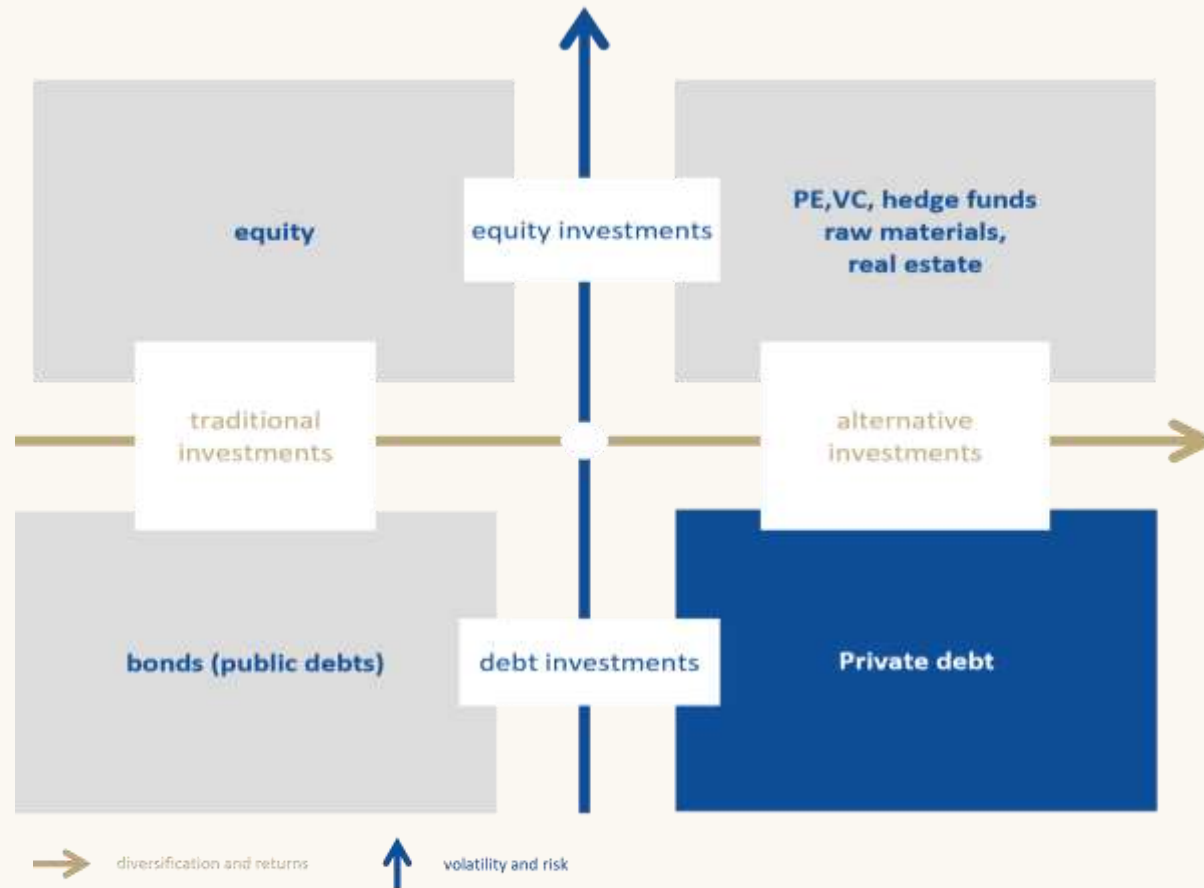 equity
equity investments
PE,VC, hedge funds
raw materials,
real estate
traditional
investments
alternative
investments
bonds (public debts)
debt investments
Private debt
diversification and returns
volatility and risk